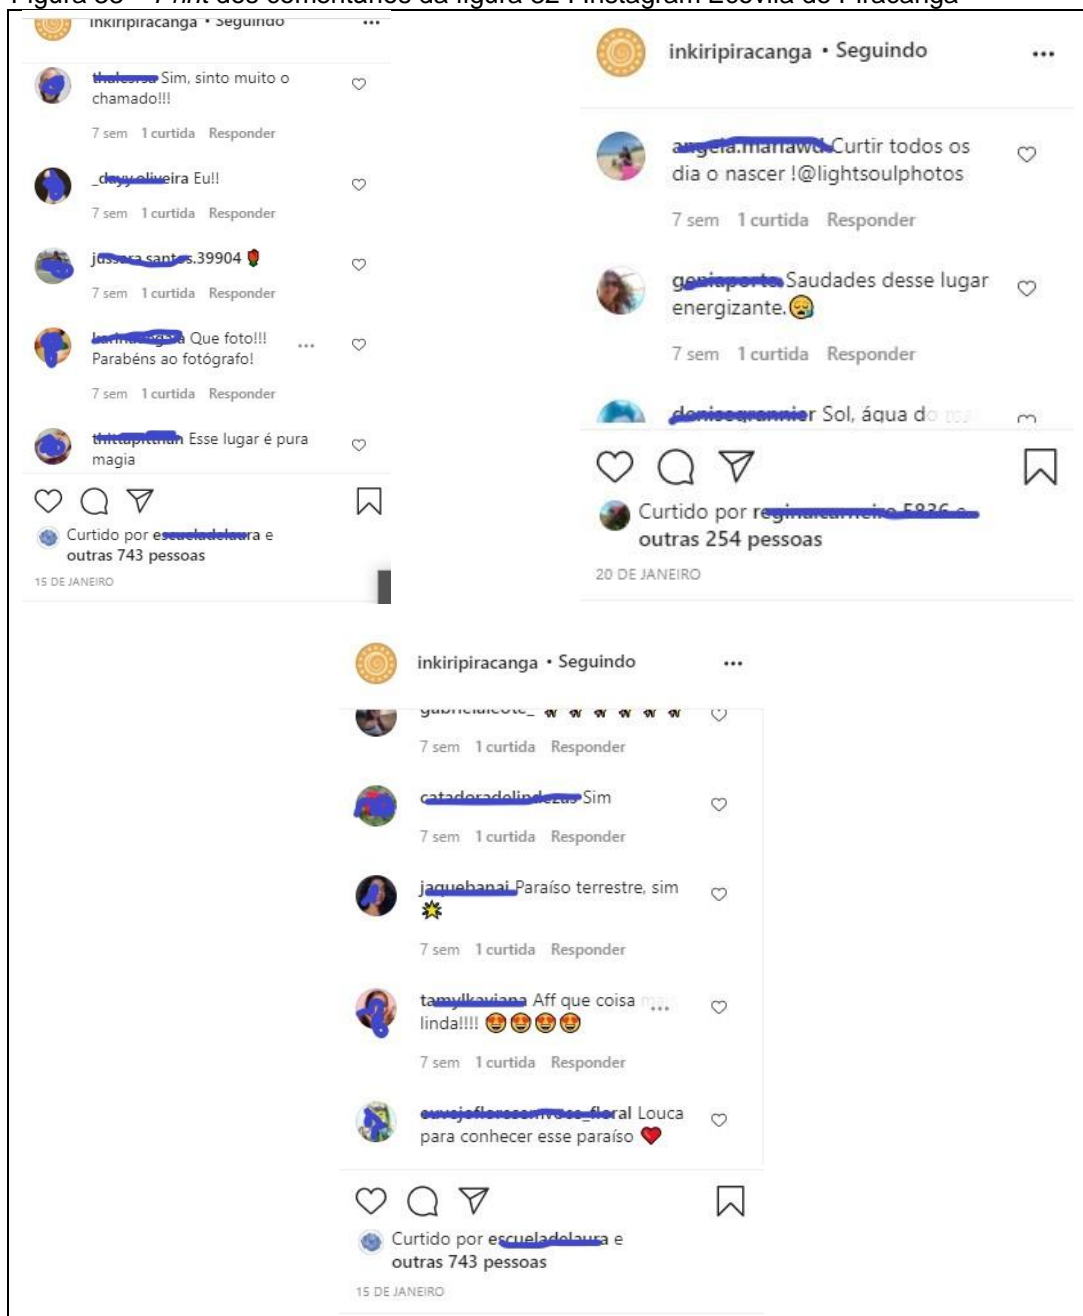 Figura Print dos comentários da figura Instagram Ecovila de Piracanga
inkiripiracanga • Seguindo
Sim, sinto muito o
chamado!!!
7 sem 1 curtida Responder
Eu!!
7 sem 1 curtida Responder
.39904 🌹
7 sem 1 curtida Responder
Que foto!!!
Parabéns ao fotógrafo!
7 sem 1 curtida Responder
Esse lugar é pura
magia
Curtido por e
outras 743 pessoas
15 DE JANEIRO
inkiripiracanga • Seguindo
Curtir todos os
dia o nascer !@lightsoulphotos
7 sem 1 curtida Responder
Saudades desse lugar
energizante.😪
7 sem 1 curtida Responder
Sol, água do
Curtido por
outras 254 pessoas
20 DE JANEIRO
inkiripiracanga • Seguindo
7 sem 1 curtida Responder
Sim
7 sem 1 curtida Responder
Paraíso terrestre, sim
🌟
7 sem 1 curtida Responder
Aff que coisa mais
linda!!!! 😍😍😍😍
7 sem 1 curtida Responder
Louca
para conhecer esse paraíso ❤️
Curtido por e
outras 743 pessoas
15 DE JANEIRO